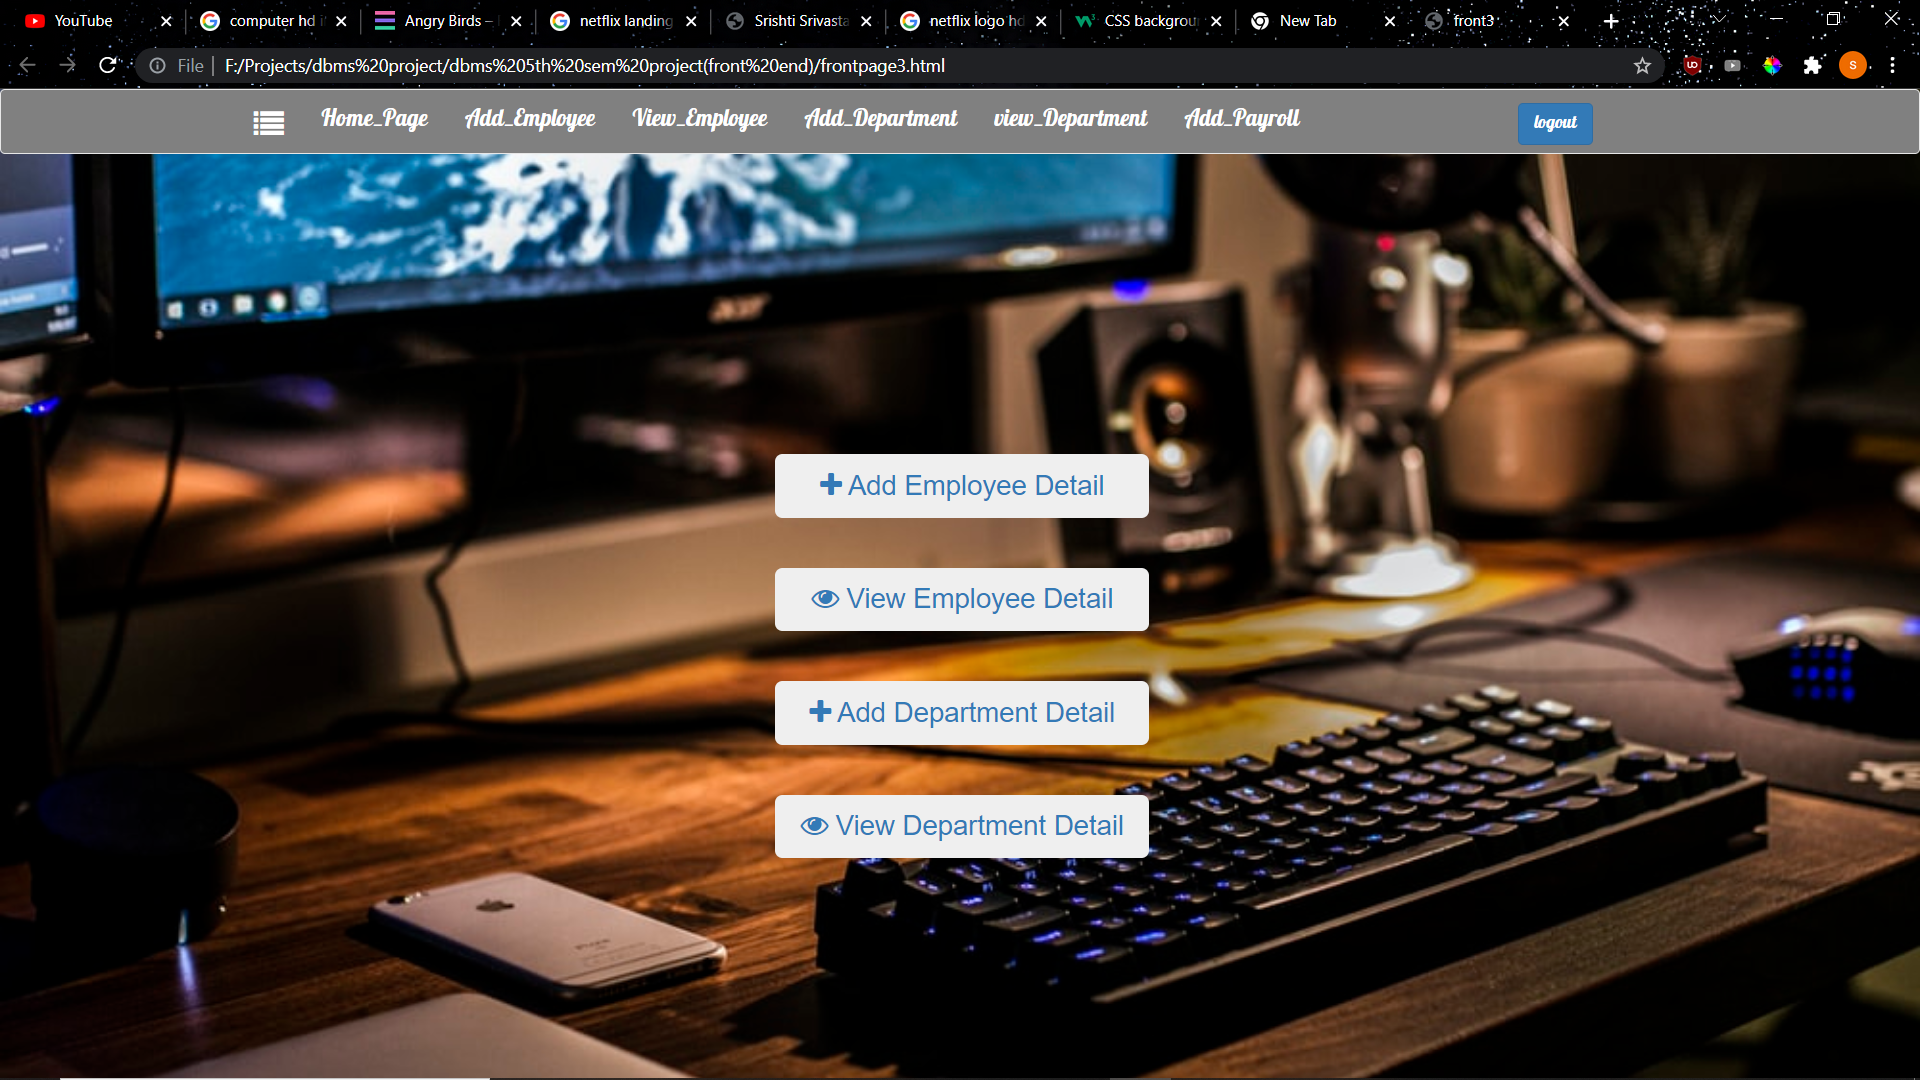 YouTube
computer hd i
Angry Birds –
netflix landing
Srishti Srivasta
netflix logo hd
CSS backgrou
New Tab
front3
File
F:/Projects/dbms%20project/dbms%205th%20sem%20project(front%20end)/frontpage3.html
S
Home_Page
Add_Employee
View_Employee
Add_Department
view_Department
Add_Payroll
logout
acer
Add Employee Detail
View Employee Detail
Add Department Detail
View Department Detail
iPhone